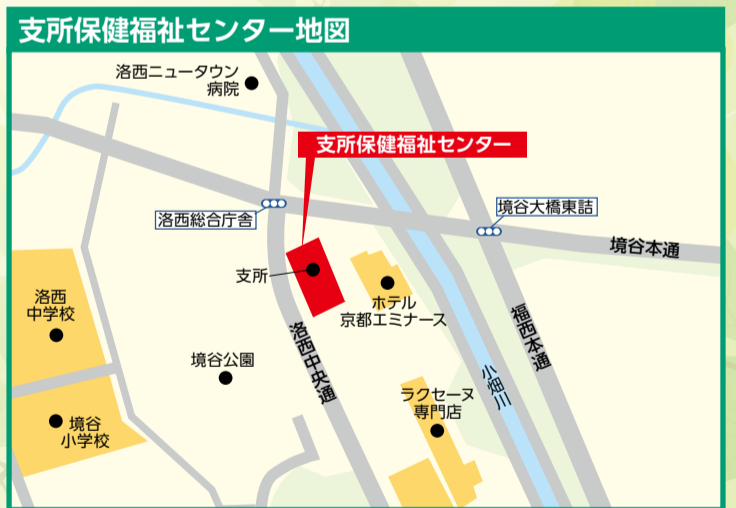 支所保健福祉センター地図
洛西ニュータウン
病院
支所保健福祉センター
洛西総合庁舎
境谷大橋東詰
境谷本通
支所
洛西
中学校
ホテル
京都エミナース
洛西中央通
福西本通
境谷公園
小畑川
ラクセーヌ
専門店
境谷
小学校